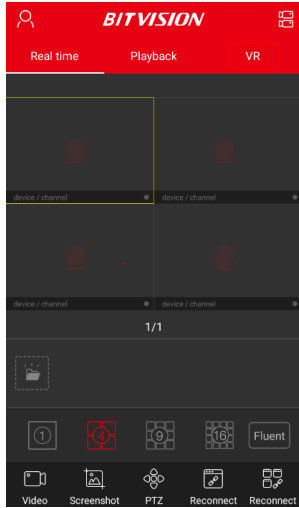 BITVISION
Real time Playback VR
device / channel device / channel
device / channel device / channel
1/1
1 4 9 16 Fluent
Video Screenshot PTZ Reconnect Reconnect